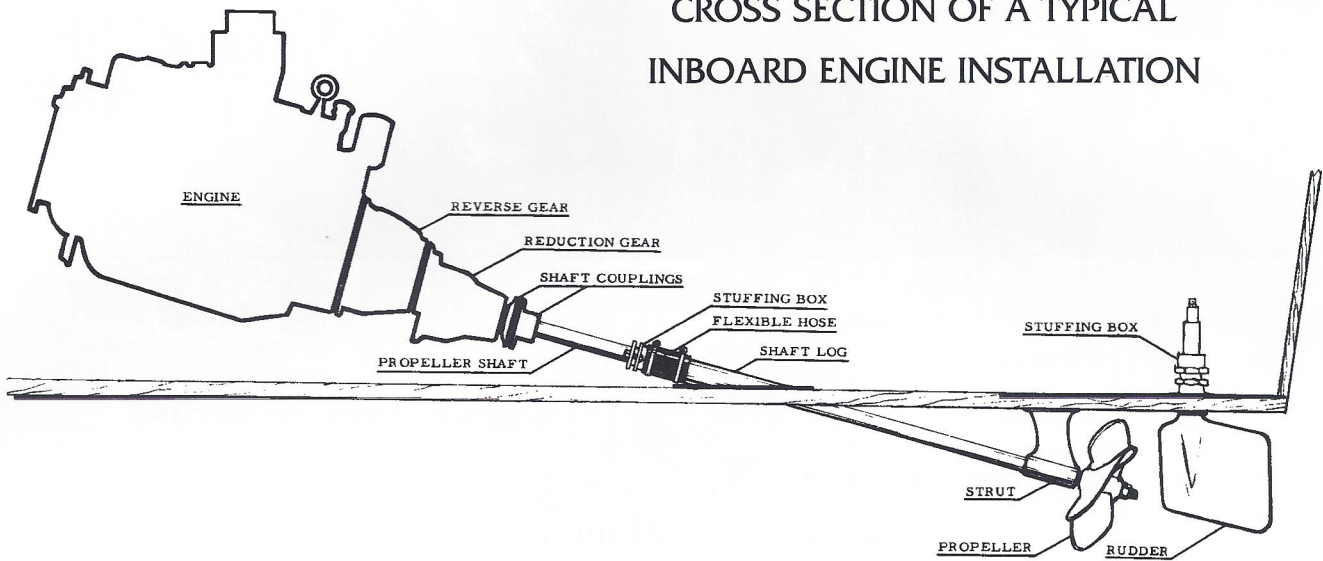 CROSS SECTION OF A TYPICAL
INBOARD ENGINE INSTALLATION
ENGINE
REVERSE GEAR
REDUCTION GEAR
SHAFT COUPLINGS
STUFFING BOX
FLEXIBLE HOSE
SHAFT LOG
PROPELLER SHAFT
STUFFING BOX
STRUT
PROPELLER
RUDDER